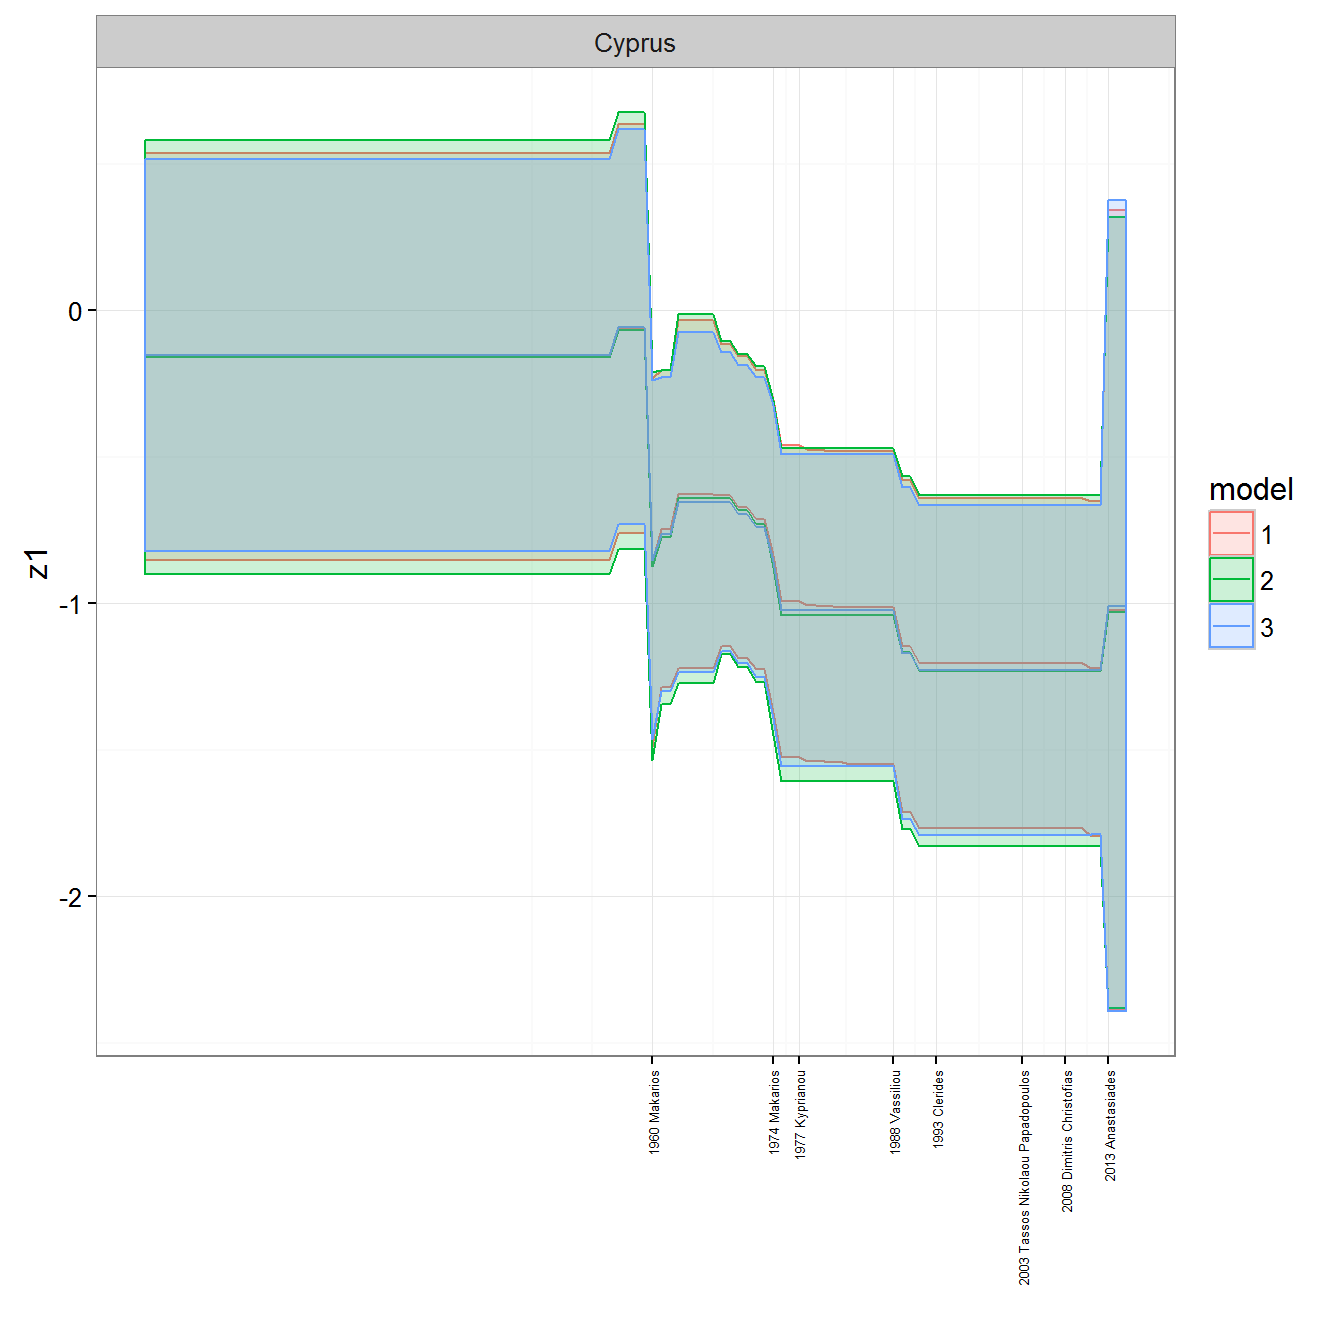 Cyprus
0
-1
-2
z1
model
1
2
3
1960 Makarios
1974 Makarios
1977 Kyprianou
1988 Vassiliou
1993 Clerides
2003 Tassos Nikolaou Papadopoulos
2008 Dimitris Christofias
2013 Anastasiades